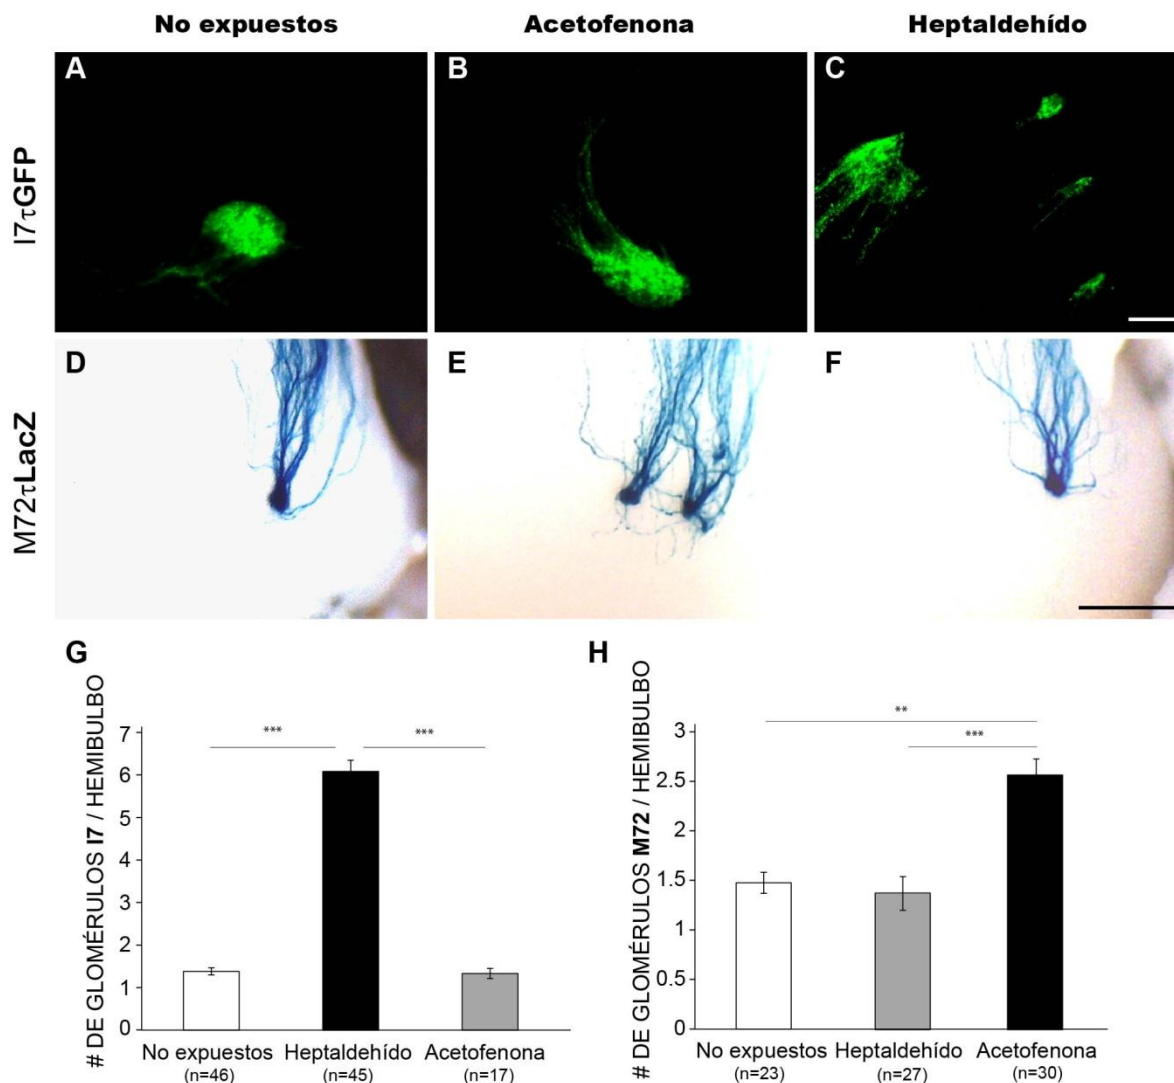 No expuestos
Acetofenona
Heptaldehído
A
B
C
I7τGFP
D
E
F
M72τLacZ
G
# DE GLOMÉRULOS I7 / HEMIBULBO
7
6
5
4
3
2
1
0
***
***
No expuestos
(n=46)
Heptaldehído
(n=45)
Acetofenona
(n=17)
H
# DE GLOMÉRULOS M72 / HEMIBULBO
3
2.5
2
1.5
1
0.5
0
**
***
No expuestos
(n=23)
Heptaldehído
(n=27)
Acetofenona
(n=30)